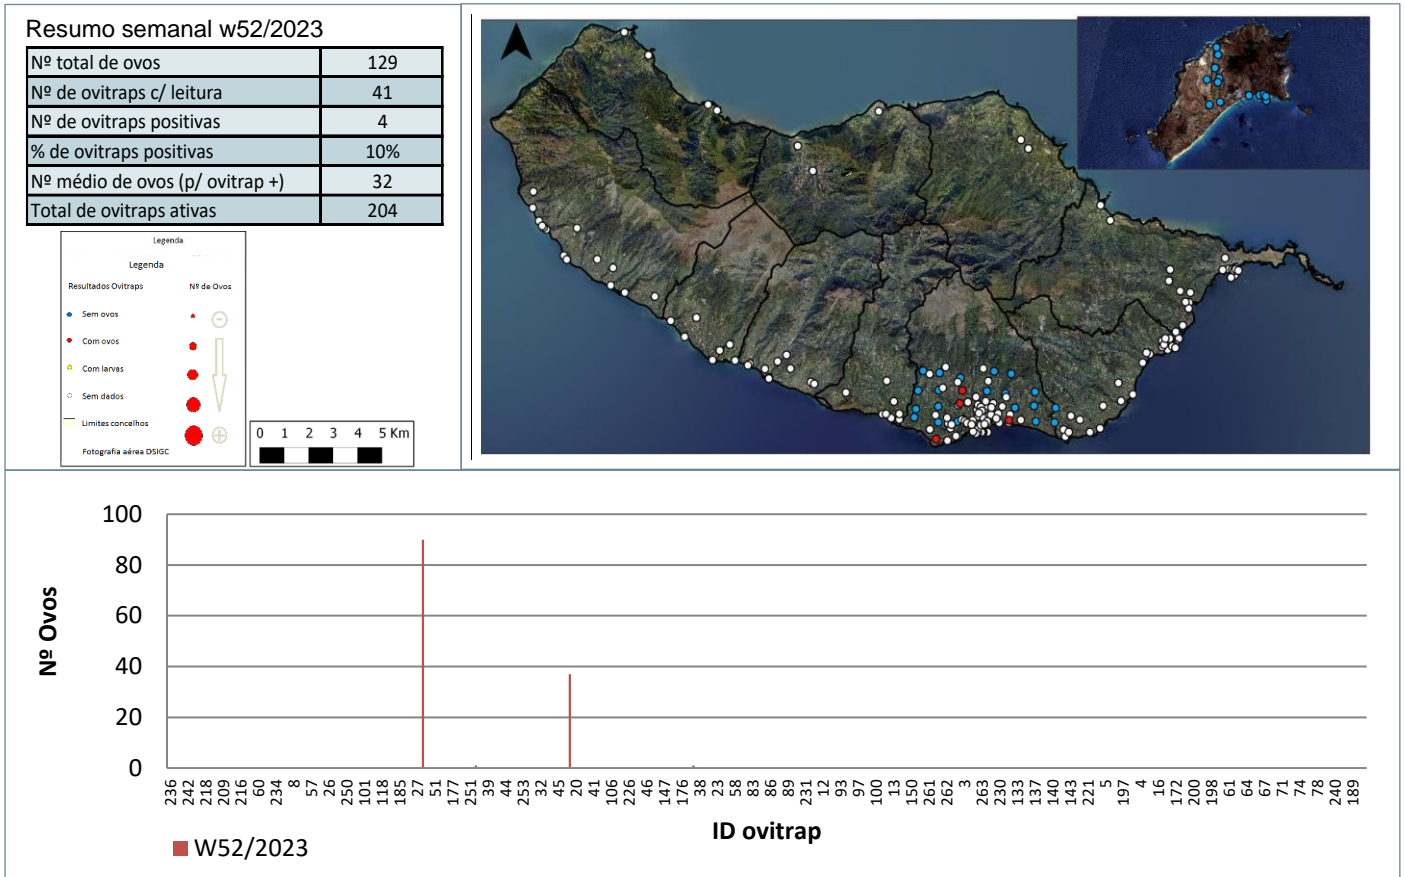 Resumo semanal w52/2023
Nº total de ovos 129
Nº de ovitraps c/ leitura 41
Nº de ovitraps positivas 4
% de ovitraps positivas 10%
Nº médio de ovos (p/ ovitrap +) 32
Total de ovitraps ativas 204
Legenda
Legenda
Resultados Ovitraps Nº de Ovos
Sem ovos
Com ovos
Com larvas
Sem dados
Limites concelhos
Fotografia aérea DSIGC
0 1 2 3 4 5 Km
100
80
60
40
20
0
Nº Ovos
236 242 218 209 216 60 234 8 57 26 250 101 118 185 27 51 177 251 39 44 253 32 45 20 41 106 226 46 147 176 38 23 58 83 86 89 231 12 93 97 100 13 150 261 262 3 263 230 133 137 140 143 221 5 197 4 16 172 200 198 61 64 67 71 74 78 240 189
ID ovitrap
W52/2023